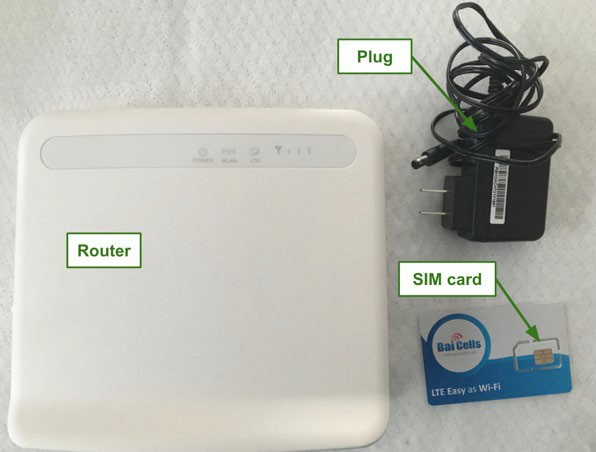 Plug
POWER WLAN LTE
Router
SIM card
Bai Cells
LTE Easy as Wi-Fi